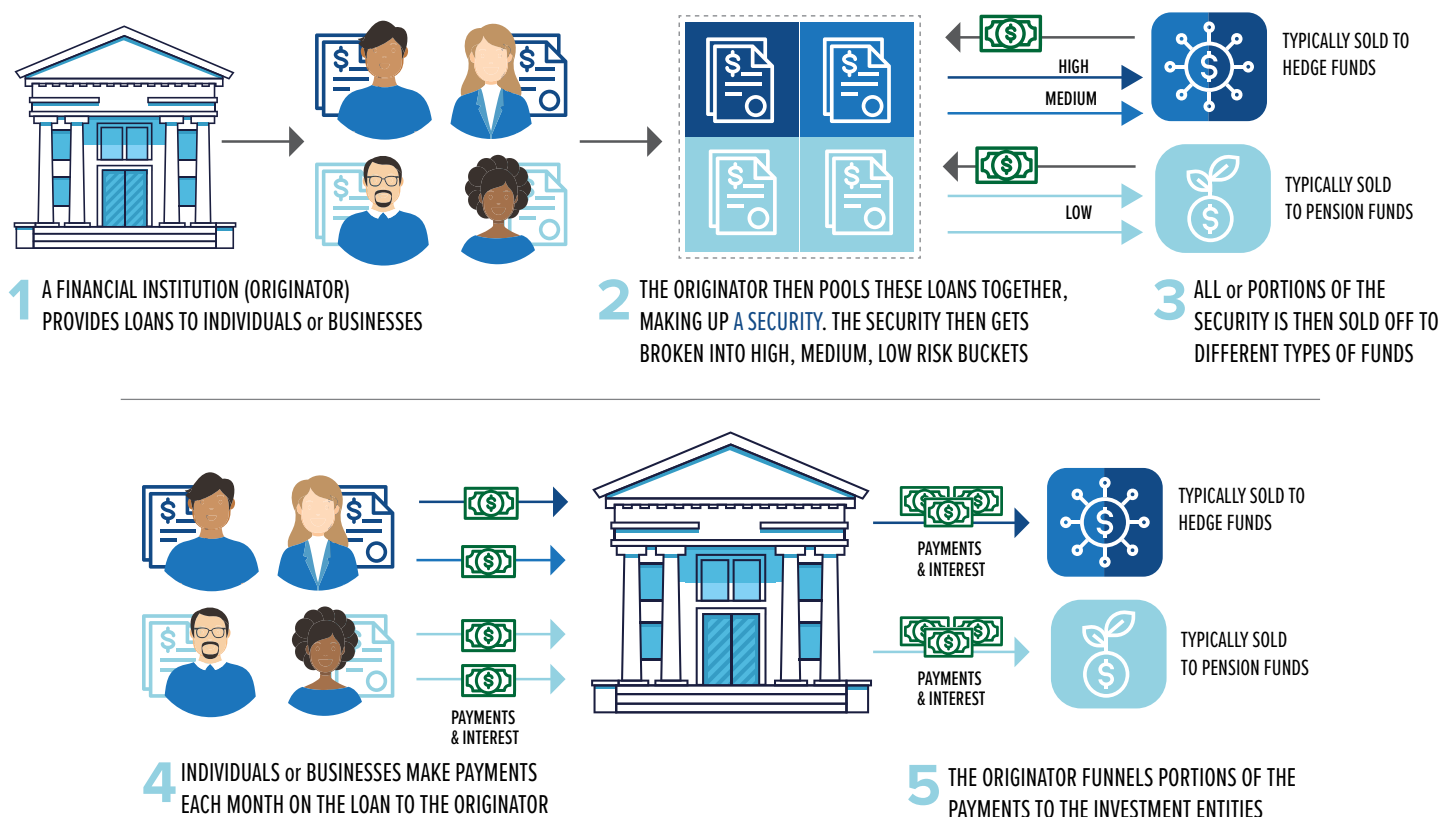 TYPICALLY SOLD TO
HEDGE FUNDS
HIGH
MEDIUM
TYPICALLY SOLD
TO PENSION FUNDS
LOW
1 A FINANCIAL INSTITUTION (ORIGINATOR)
PROVIDES LOANS TO INDIVIDUALS or BUSINESSES
2 THE ORIGINATOR THEN POOLS THESE LOANS TOGETHER,
MAKING UP A SECURITY. THE SECURITY THEN GETS
BROKEN INTO HIGH, MEDIUM, LOW RISK BUCKETS
3 ALL or PORTIONS OF THE
SECURITY IS THEN SOLD OFF TO
DIFFERENT TYPES OF FUNDS
TYPICALLY SOLD TO
HEDGE FUNDS
PAYMENTS
& INTEREST
TYPICALLY SOLD
TO PENSION FUNDS
PAYMENTS
& INTEREST
PAYMENTS
& INTEREST
4 INDIVIDUALS or BUSINESSES MAKE PAYMENTS
EACH MONTH ON THE LOAN TO THE ORIGINATOR
5 THE ORIGINATOR FUNNELS PORTIONS OF THE
PAYMENTS TO THE INVESTMENT ENTITIES